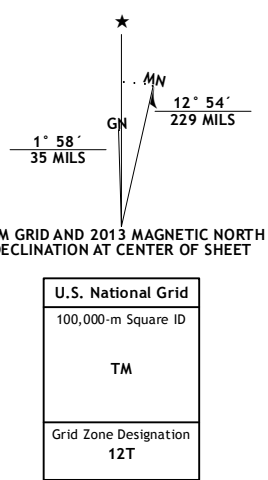 ★
MN
GN
12° 54´
229 MILS
1° 58´
35 MILS
M GRID AND 2013 MAGNETIC NORTH
DECLINATION AT CENTER OF SHEET
U.S. National Grid
100,000-m Square ID
TM
Grid Zone Designation
12T